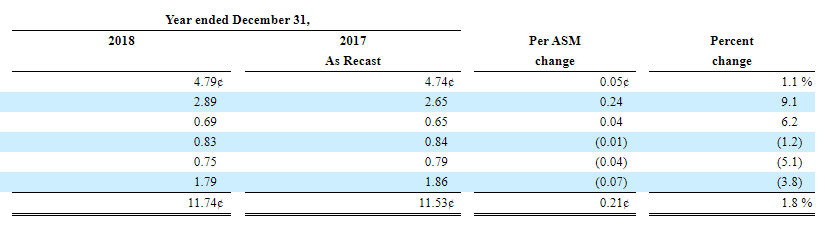 Year ended December 31,
2018 2017 Per ASM Percent
As Recast change change
4.79¢ 4.74¢ 0.05¢ 1.1 %
2.89 2.65 0.24 9.1
0.69 0.65 0.04 6.2
0.83 0.84 (0.01) (1.2)
0.75 0.79 (0.04) (5.1)
1.79 1.86 (0.07) (3.8)
11.74¢ 11.53¢ 0.21¢ 1.8 %